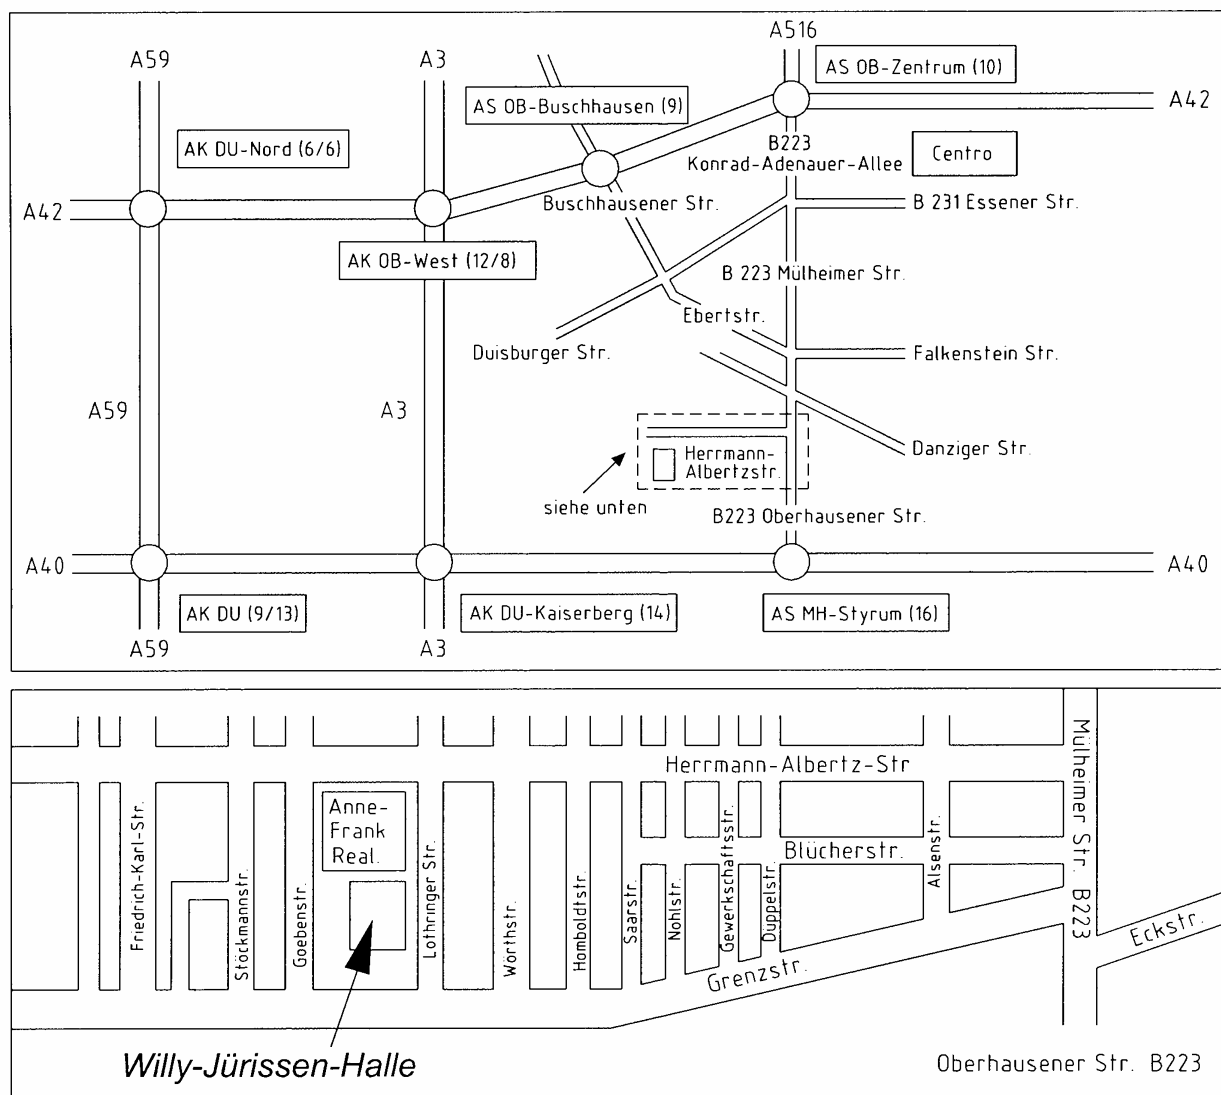 A59
A3
A516
AS OB-Zentrum (10)
AS OB-Buschhausen (9)
A42
AK DU-Nord (6/6)
B223
Konrad-Adenauer-Allee
Centro
A42
Buschhausener Str.
B 231 Essener Str.
AK OB-West (12/8)
B 223 Mülheimer Str.
Ebertstr.
Duisburger Str.
Falkenstein Str.
A59
A3
Herrmann-
Albertzstr.
Danziger Str.
siehe unten
B223 Oberhausener Str.
A40
A40
AK DU (9/13)
AK DU-Kaiserberg (14)
AS MH-Styrum (16)
A59
A3
Herrmann-Albertz-Str
Mülheimer Str. B223
Anne-
Frank
Real.
Friedrich-Karl-Str.
Stöckmannstr.
Goebenstr.
Lothringer Str.
Wörthstr.
Homboldtstr.
Saarstr.
Nohlstr.
Gewerkschaftsstr.
Düppelstr.
Blücherstr.
Alsenstr.
Eckstr.
Grenzstr.
Willy-Jürissen-Halle
Oberhausener Str. B223